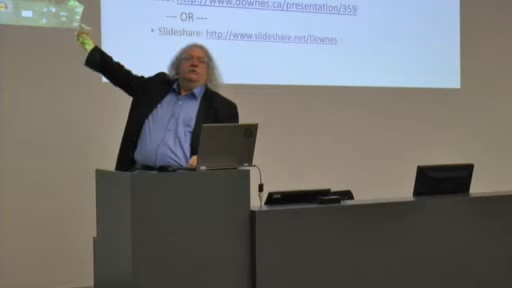 http://www.downes.ca/presentation/359
--- OR ---
• Slideshare: http://www.slideshare.net/Downes